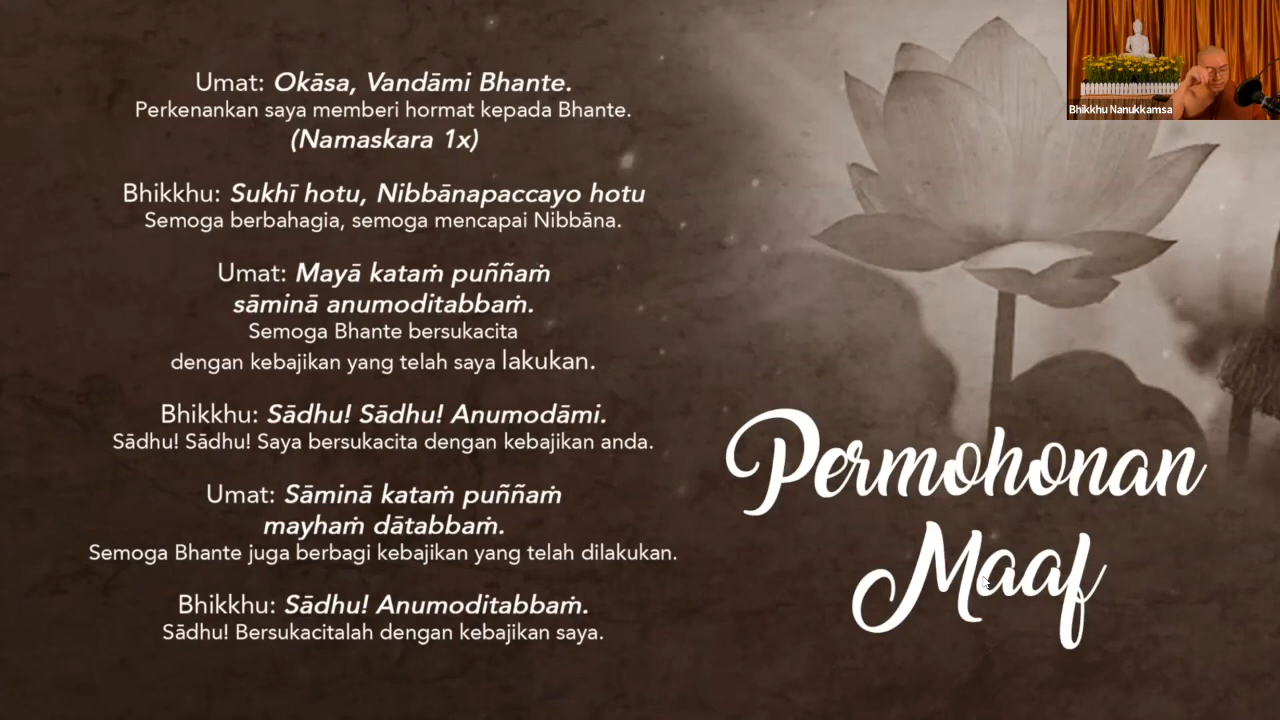 Umat: Okāsa, Vandāmi Bhante.
Perkenankan saya memberi hormat kepada Bhante.
(Namaskara 1x)
Bhikkhu: Sukhī hotu, Nibbānapaccayo hotu
Semoga berbahagia, semoga mencapai Nibbāna.
Umat: Mayā kataṁ puññaṁ
sāminā anumoditabbaṁ.
Semoga Bhante bersukacita
dengan kebajikan yang telah saya lakukan.
Bhikkhu: Sādhu! Sādhu! Anumodāmi.
Sādhu! Sādhu! Saya bersukacita dengan kebajikan anda.
Umat: Sāminā kataṁ puññaṁ
mayhaṁ dātabbaṁ.
Semoga Bhante juga berbagi kebajikan yang telah dilakukan.
Bhikkhu: Sādhu! Anumoditabbaṁ.
Sādhu! Bersukacitalah dengan kebajikan saya.
Permohonan
Maaf
Bhikkhu Nanukkamsa